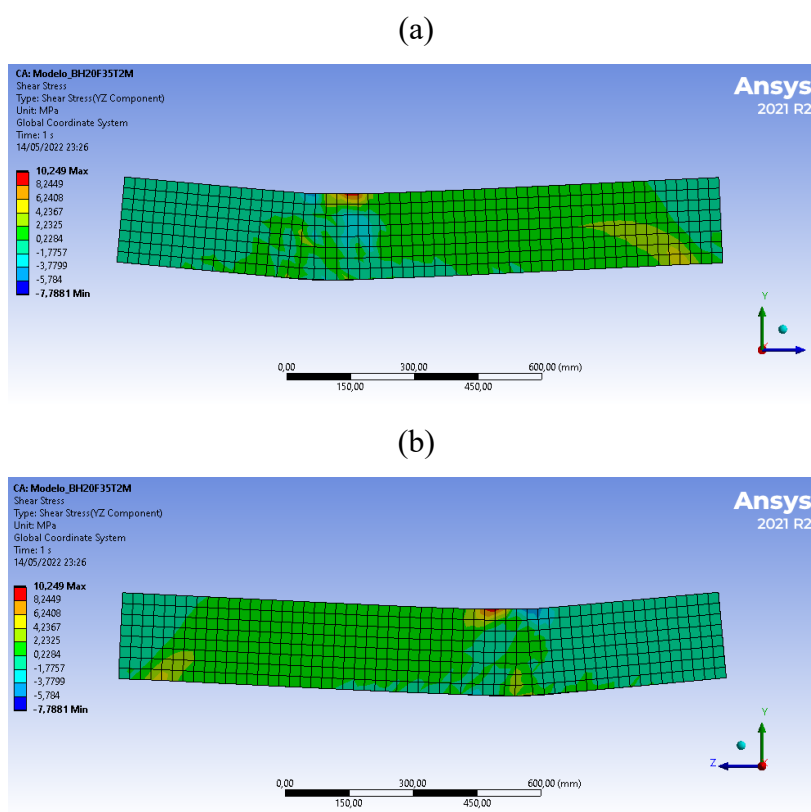 (a)
CA: Modelo_BH20F35T2M
Shear Stress
Type: Shear Stress(YZ Component)
Unit: MPa
Global Coordinate System
Time: 1 s
14/05/2022 23:26
Ansys
2021 R2
10,249 Max
8,2449
6,2408
4,2367
2,2325
0,2284
-1,7757
-3,7799
-5,784
-7,7881 Min
Y
0,00 300,00 600,00 (mm)
150,00 450,00
(b)
CA: Modelo_BH20F35T2M
Shear Stress
Type: Shear Stress(YZ Component)
Unit: MPa
Global Coordinate System
Time: 1 s
14/05/2022 23:26
Ansys
2021 R2
10,249 Max
8,2449
6,2408
4,2367
2,2325
0,2284
-1,7757
-3,7799
-5,784
-7,7881 Min
Y
Z
0,00 300,00 600,00 (mm)
150,00 450,00